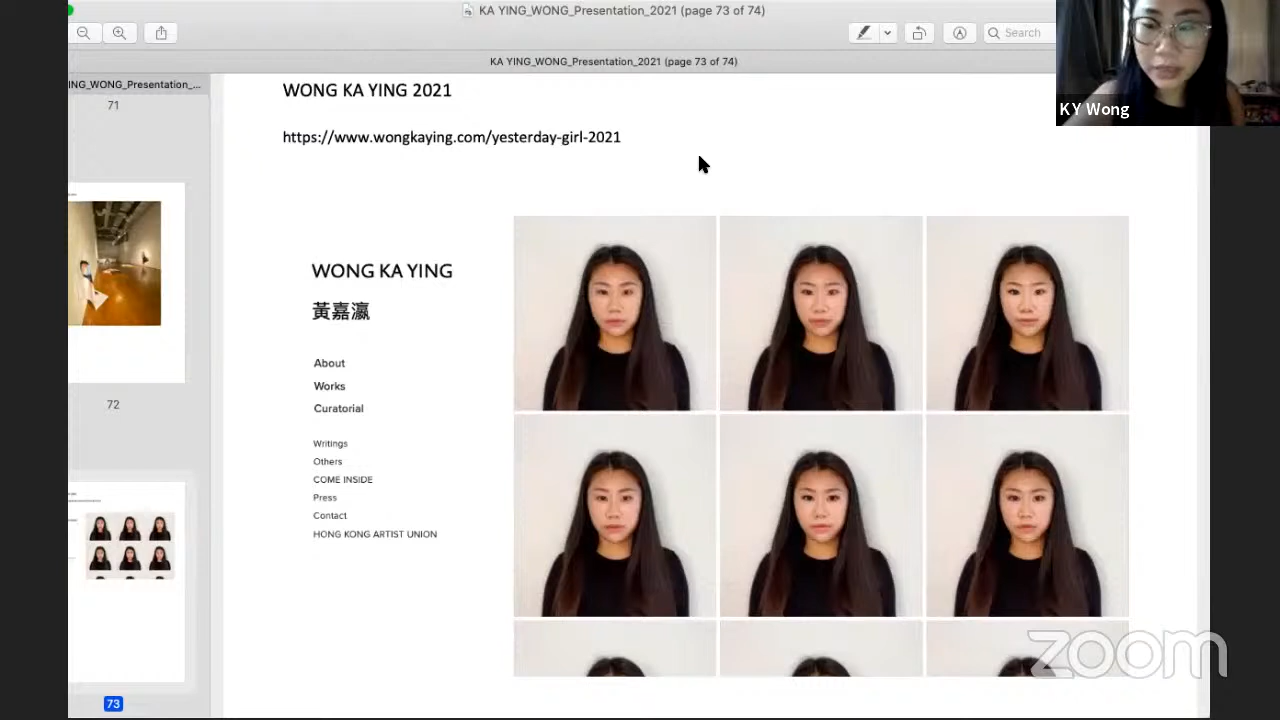 KA YING_WONG_Presentation_2021 (page 73 of 74)
Search
KA YING_WONG_Presentation_2021 (page 73 of 74)
KY Wong
NG_WONG_Presentation_...
71
72
73
WONG KA YING 2021
https://www.wongkaying.com/yesterday-girl-2021
WONG KA YING
黃嘉瀛
About
Works
Curatorial
Writings
Others
COME INSIDE
Press
Contact
HONG KONG ARTIST UNION
zoom